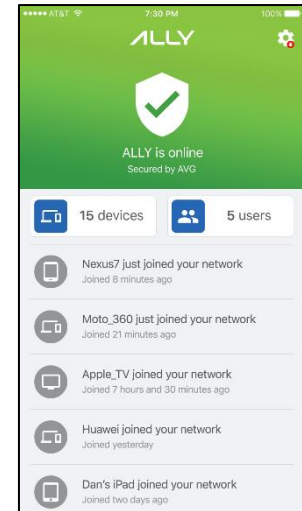 AT&T 7:30 PM 100%
ALLY
ALLY is online
Secured by AVG
15 devices 5 users
Nexus7 just joined your network
Joined 8 minutes ago
Moto_360 just joined your network
Joined 21 minutes ago
Apple_TV joined your network
Joined 7 hours and 30 minutes ago
Huawei joined your network
Joined yesterday
Dan's iPad joined your network
Joined two days ago